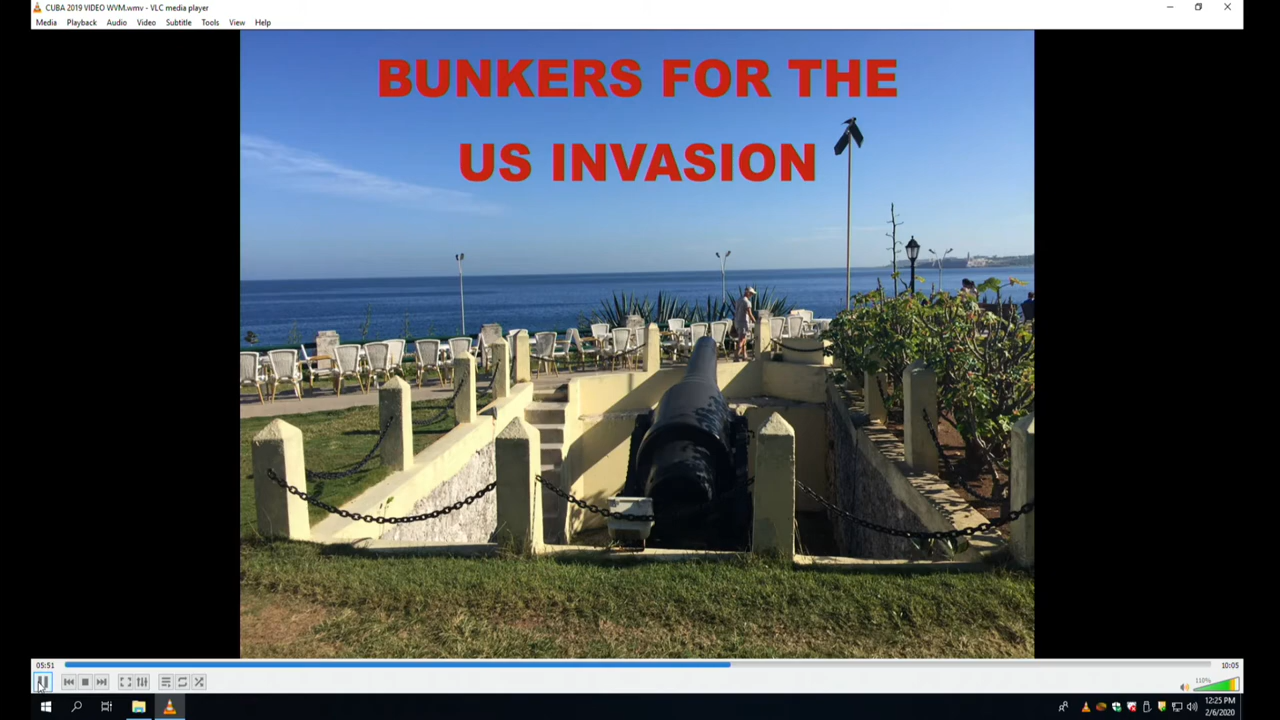 CUBA 2019 VIDEO WVM.wmv - VLC media player
Media Playback Audio Video Subtitle Tools View Help
BUNKERS FOR THE
US INVASION
05:51
10:05
110%
12:25 PM
2/6/2020